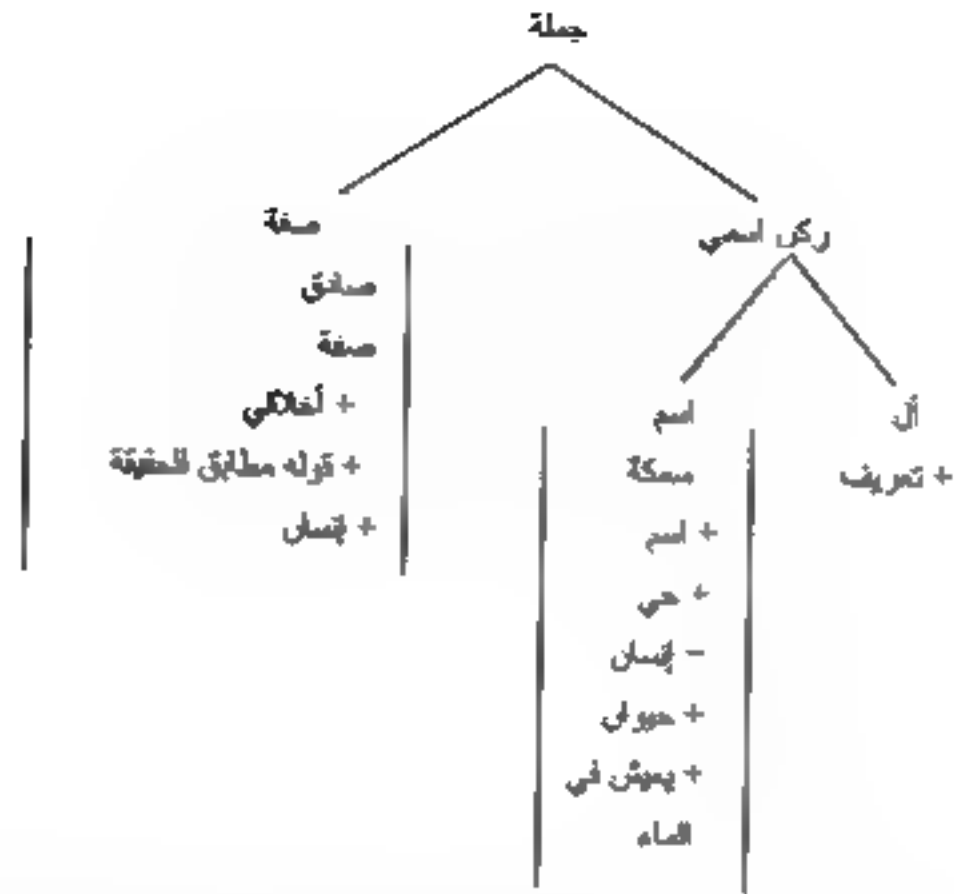 جملة
ركن اسمي
صفة
أل
+ تعريف
اسم
سمكة
+ اسم
+ حي
- إنسان
+ حيوان
+ يعيش في
الماء
صادق
صفة
+ أخلاقي
+ قوله مطابق للحقيقة
+ إنسان